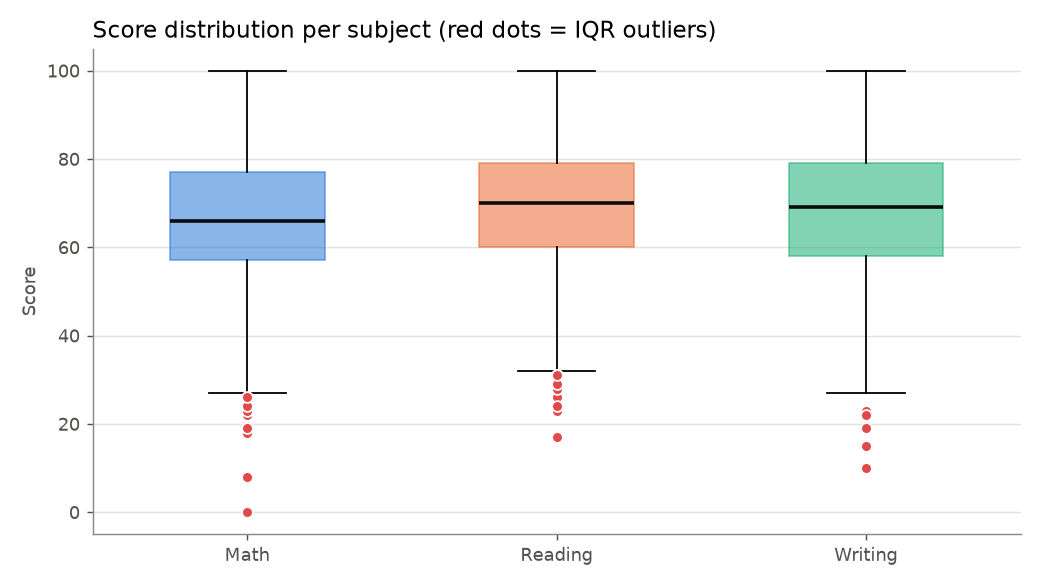 Score distribution per subject (red dots = IQR outliers)
100
80
60
40
20
0
Score
Math
Reading
Writing